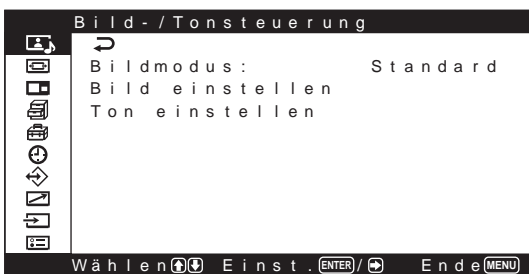 Bild-/Tonsteuerung
Bildmodus: Standard
Bild einstellen
Ton einstellen
Wählen Einst. ENTER / Ende MENU